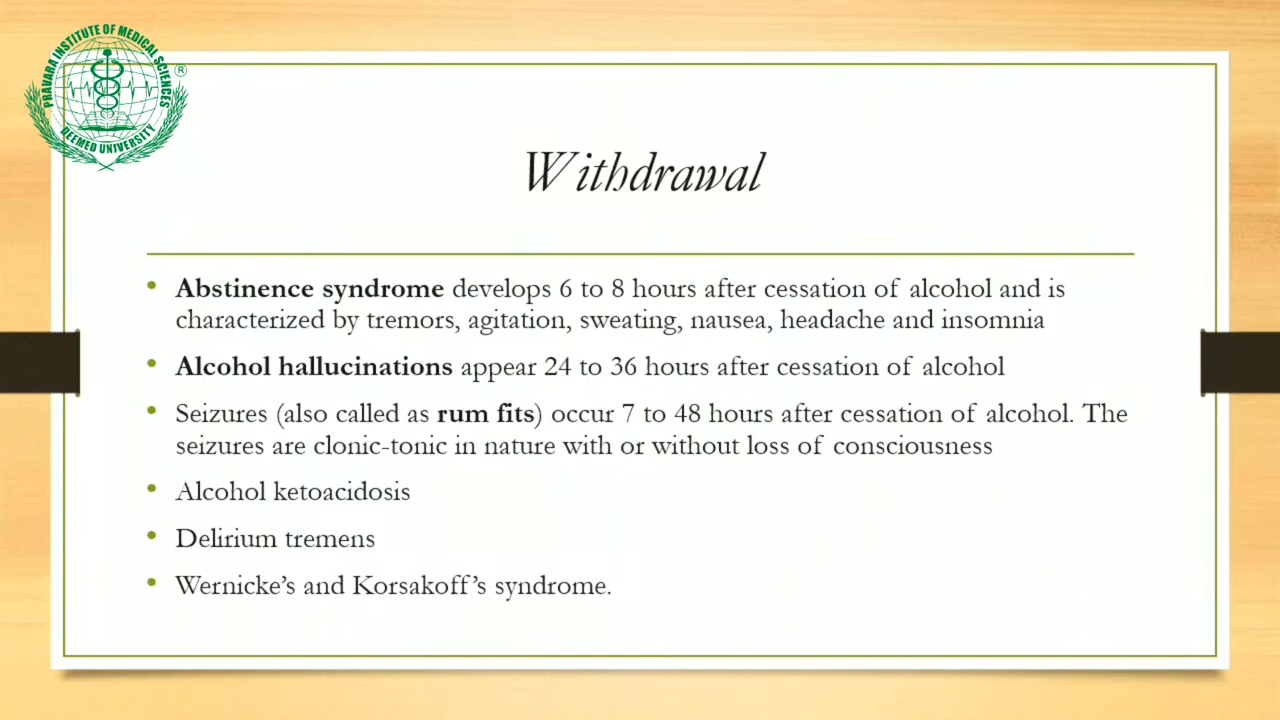 PRAVARA INSTITUTE OF MEDICAL SCIENCES
®
DEEMED UNIVERSITY
Withdrawal
• Abstinence syndrome develops 6 to 8 hours after cessation of alcohol and is
characterized by tremors, agitation, sweating, nausea, headache and insomnia
• Alcohol hallucinations appear 24 to 36 hours after cessation of alcohol
• Seizures (also called as rum fits) occur 7 to 48 hours after cessation of alcohol. The
seizures are clonic-tonic in nature with or without loss of consciousness
• Alcohol ketoacidosis
• Delirium tremens
• Wernicke’s and Korsakoff’s syndrome.